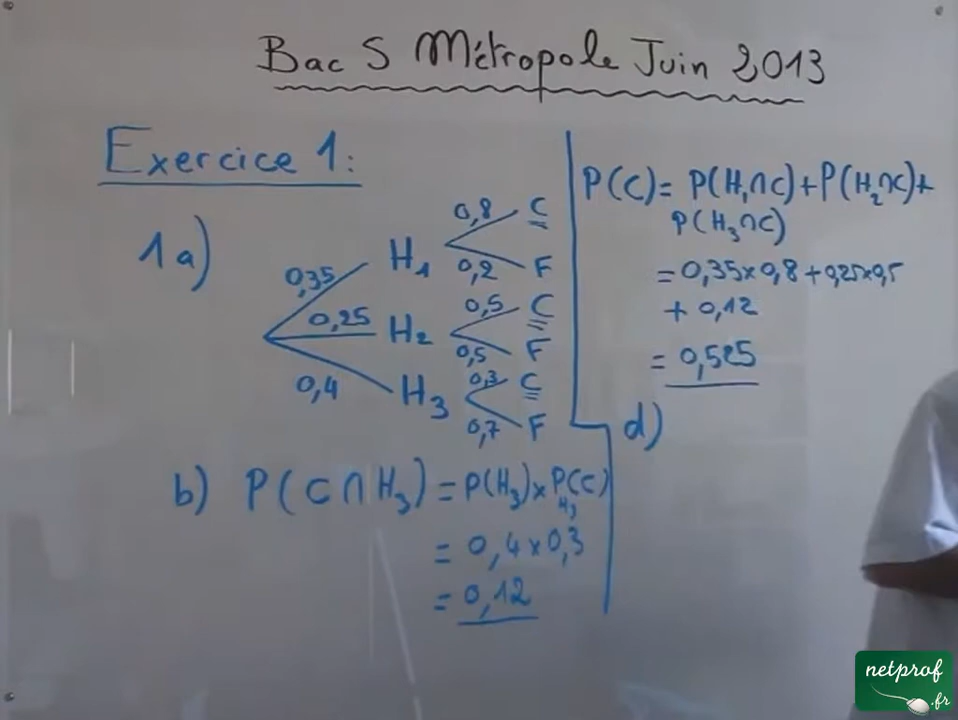 Bac S Métropole Juin 2013
Exercice 1:
1a)
0,35 H1 0,8 C
0,2 F
0,25 H2 0,5 C
0,5 F
0,4 H3 0,3 C
0,7 F
b) P(C∩H3) = P(H3)×P(C)
H3
= 0,4×0,3
= 0,12
P(C)= P(H1∩C)+P(H2∩C)+
P(H3∩C)
=0,35×0,8+0,25×0,5
+ 0,12
= 0,525
d)
netprof
.fr